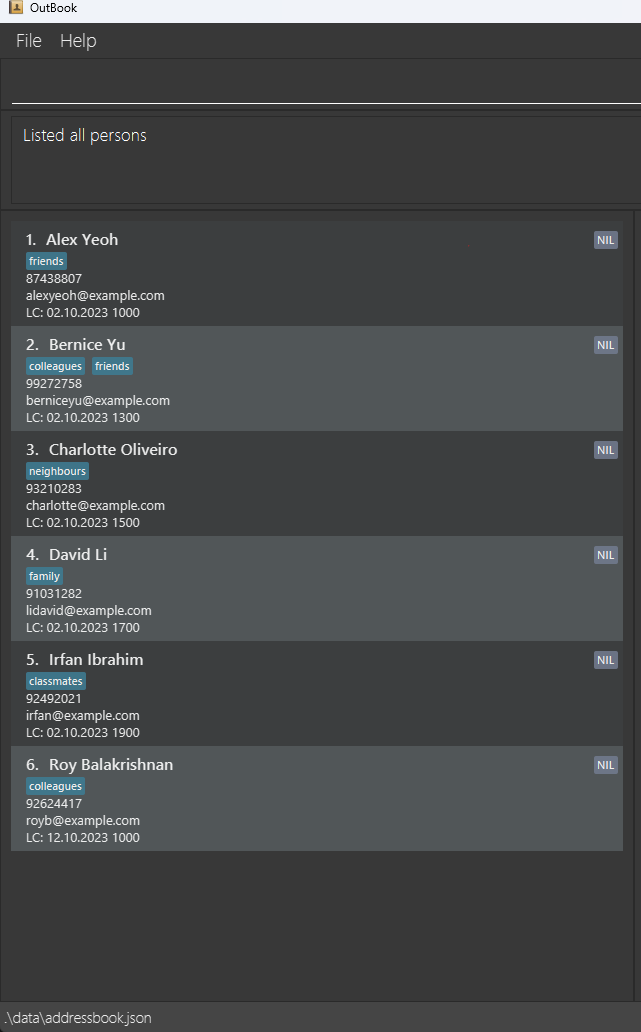 OutBook
File Help
Listed all persons
1. Alex Yeoh NIL
friends
87438807
alexyeoh@example.com
LC: 02.10.2023 1000
2. Bernice Yu NIL
colleagues friends
99272758
berniceyu@example.com
LC: 02.10.2023 1300
3. Charlotte Oliveiro NIL
neighbours
93210283
charlotte@example.com
LC: 02.10.2023 1500
4. David Li NIL
family
91031282
lidavid@example.com
LC: 02.10.2023 1700
5. Irfan Ibrahim NIL
classmates
92492021
irfan@example.com
LC: 02.10.2023 1900
6. Roy Balakrishnan NIL
colleagues
92624417
royb@example.com
LC: 12.10.2023 1000
.\data\addressbook.json